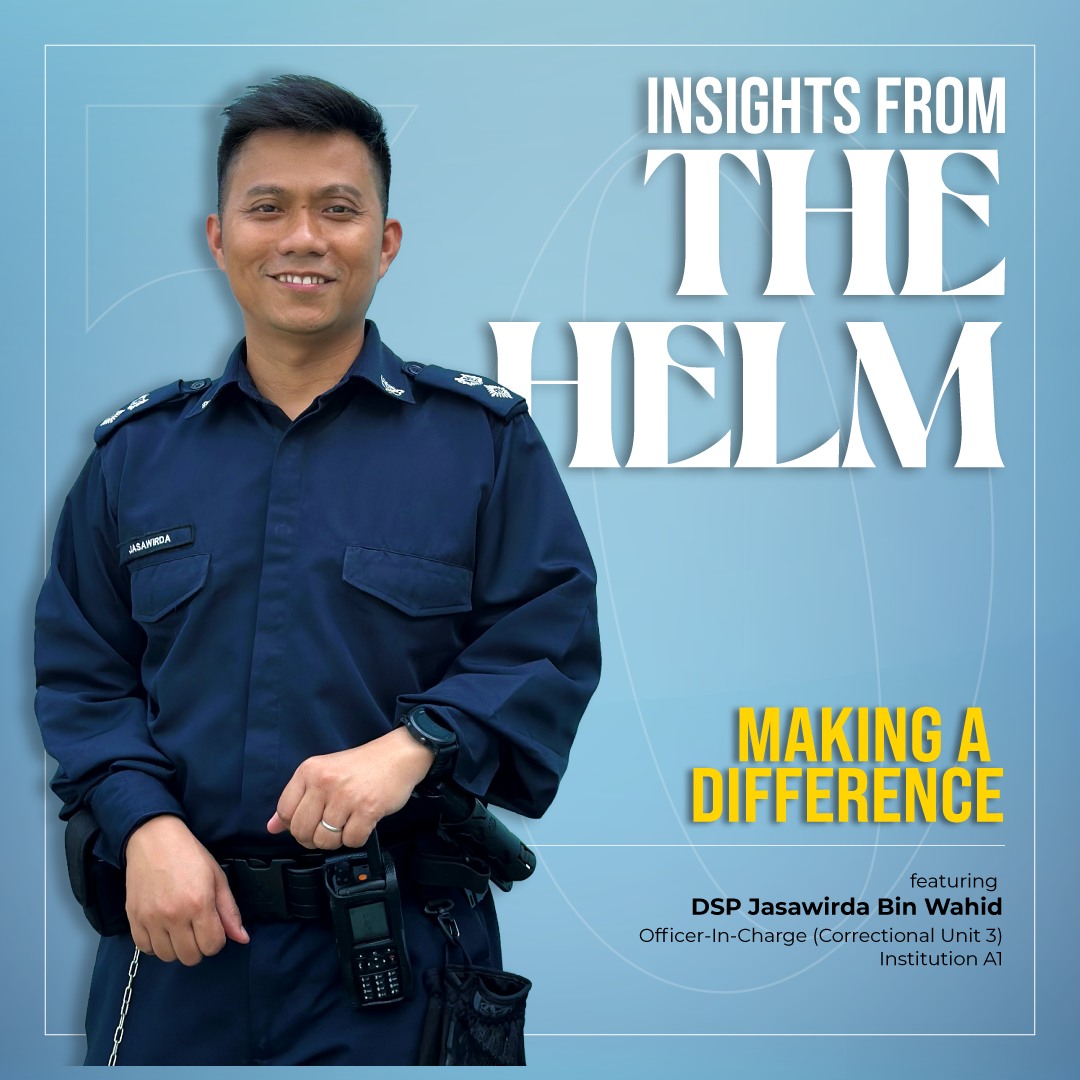 INSIGHTS FROM
THE
HELM
JASAWIRDA
MAKING A
DIFFERENCE
featuring
DSP Jasawirda Bin Wahid
Officer-In-Charge (Correctional Unit 3)
Institution A1